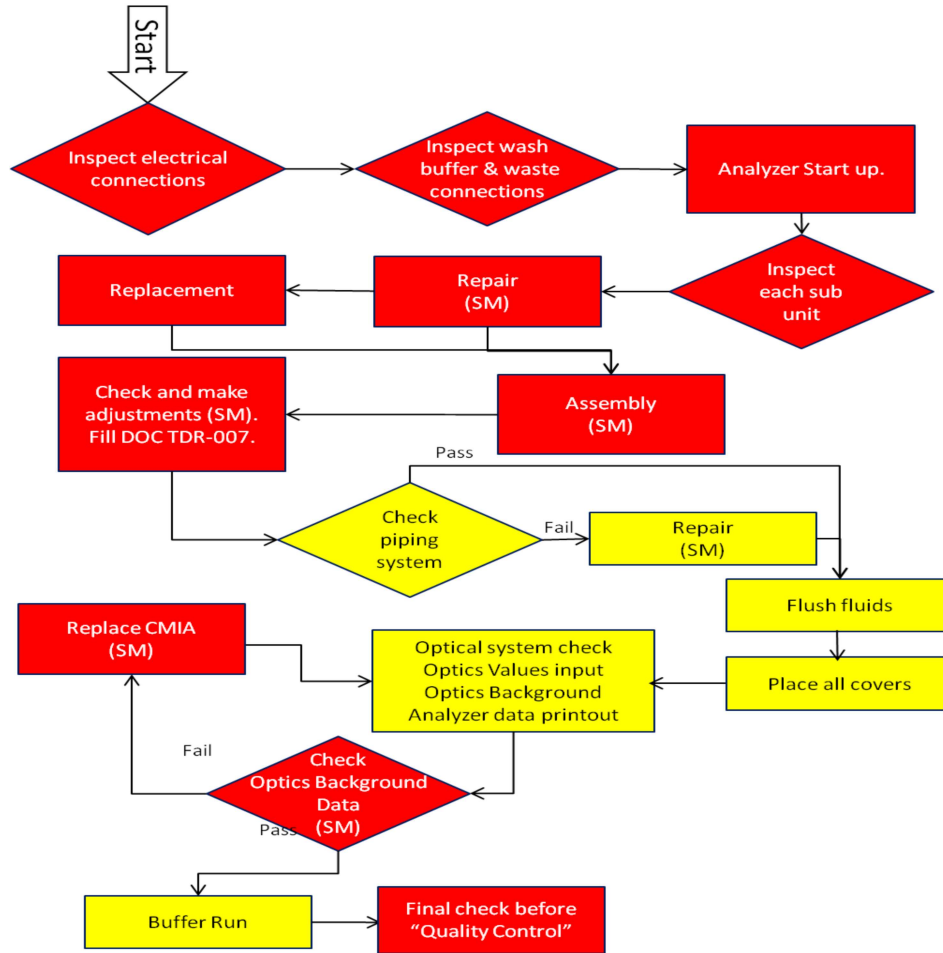 Start
Inspect electrical
connections
Inspect wash
buffer & waste
connections
Analyzer Start up.
Inspect
each sub
unit
Repair
(SM)
Replacement
Assembly
(SM)
Check and make
adjustments (SM).
Fill DOC TDR-007.
Pass
Check
piping
system
Fail
Repair
(SM)
Flush fluids
Place all covers
Optical system check
Optics Values input
Optics Background
Analyzer data printout
Replace CMIA
(SM)
Fail
Check
Optics Background
Data
(SM)
Pass
Buffer Run
Final check before
“Quality Control”